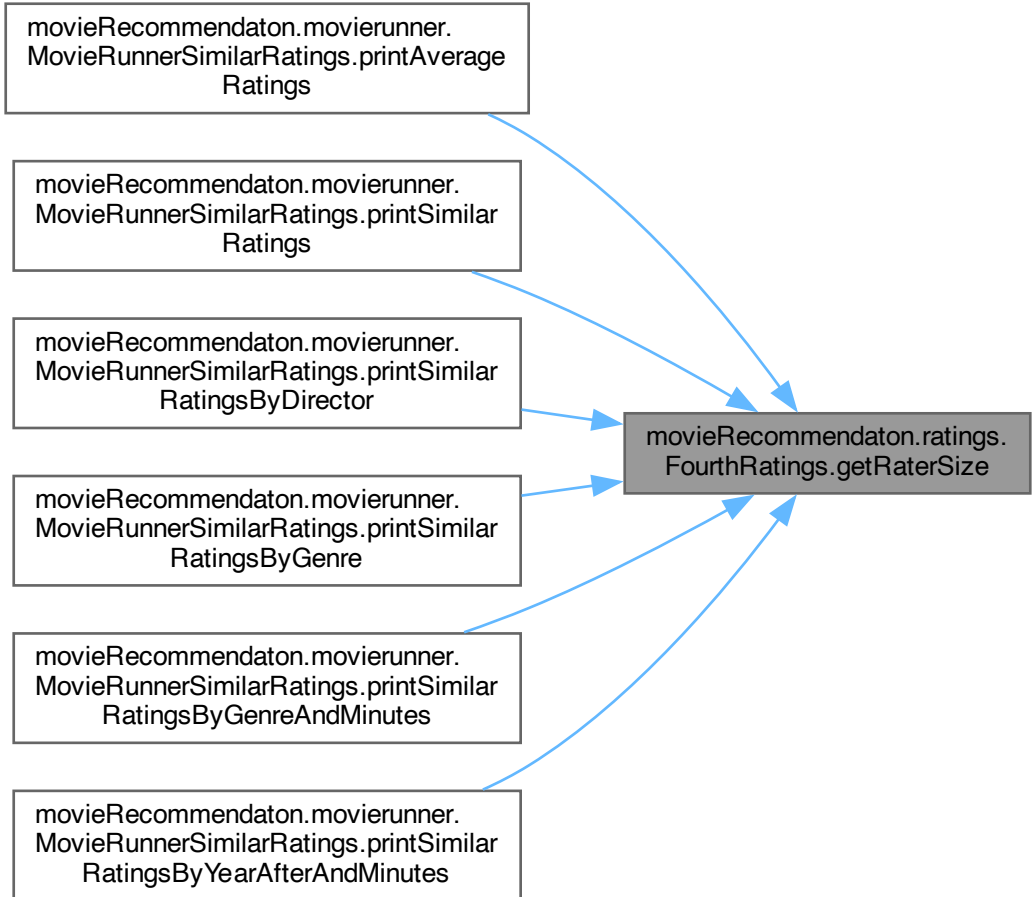 movieRecommendaton.movierunner.
MovieRunnerSimilarRatings.printAverage
Ratings
movieRecommendaton.movierunner.
MovieRunnerSimilarRatings.printSimilar
Ratings
movieRecommendaton.movierunner.
MovieRunnerSimilarRatings.printSimilar
RatingsByDirector
movieRecommendaton.ratings.
FourthRatings.getRaterSize
movieRecommendaton.movierunner.
MovieRunnerSimilarRatings.printSimilar
RatingsByGenre
movieRecommendaton.movierunner.
MovieRunnerSimilarRatings.printSimilar
RatingsByGenreAndMinutes
movieRecommendaton.movierunner.
MovieRunnerSimilarRatings.printSimilar
RatingsByYearAfterAndMinutes